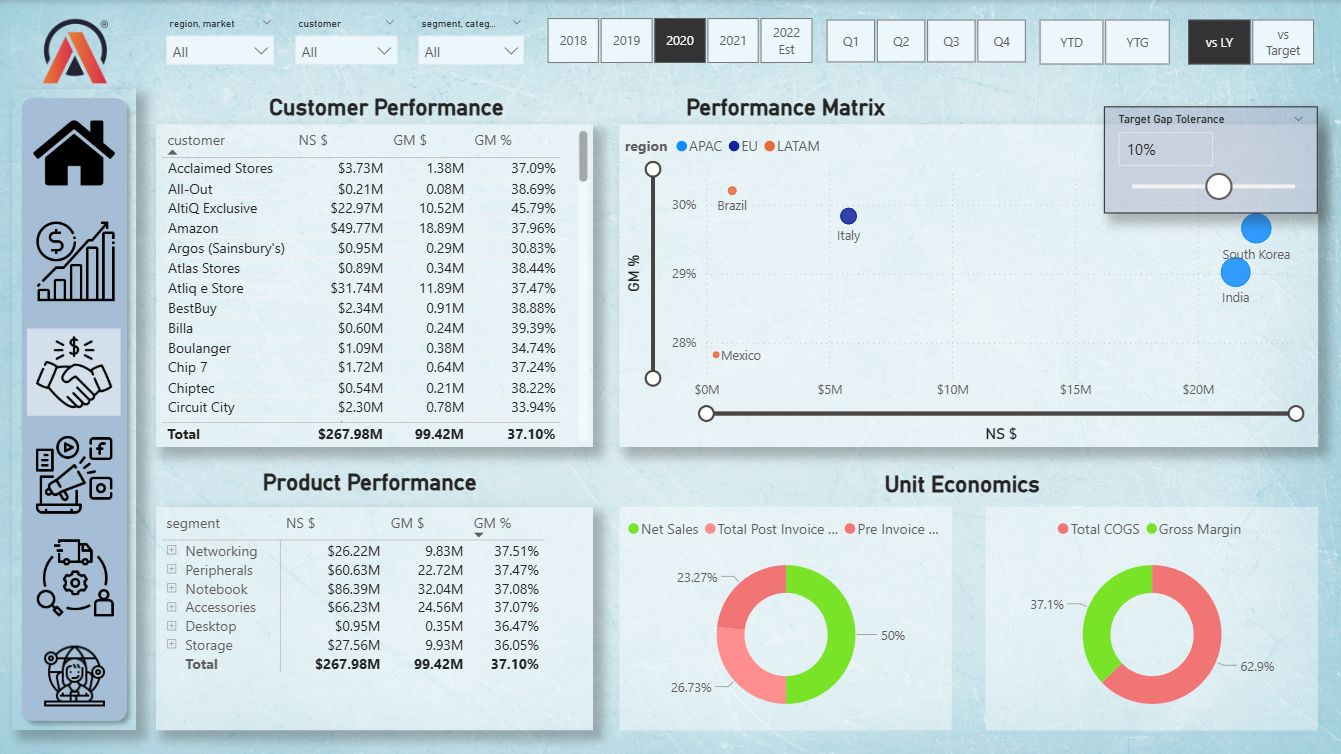 region, market
customer
segment, categ...
All
All
All
2018
2019
2020
2021
2022
Est
Q1
Q2
Q3
Q4
YTD
YTG
vs LY
vs
Target
Customer Performance
customer NS $ GM $ GM %
Acclaimed Stores $3.73M 1.38M 37.09%
All-Out $0.21M 0.08M 38.69%
AltiQ Exclusive $22.97M 10.52M 45.79%
Amazon $49.77M 18.89M 37.96%
Argos (Sainsbury's) $0.95M 0.29M 30.83%
Atlas Stores $0.89M 0.34M 38.44%
Atliq e Store $31.74M 11.89M 37.47%
BestBuy $2.34M 0.91M 38.88%
Billa $0.60M 0.24M 39.39%
Boulanger $1.09M 0.38M 34.74%
Chip 7 $1.72M 0.64M 37.24%
Chiptec $0.54M 0.21M 38.22%
Circuit City $2.30M 0.78M 33.94%
Total $267.98M 99.42M 37.10%
Performance Matrix
region APAC EU LATAM
Target Gap Tolerance
10%
GM %
30%
29%
28%
Brazil
Italy
South Korea
India
Mexico
$0M $5M $10M $15M $20M
NS $
Product Performance
segment NS $ GM $ GM %
Networking $26.22M 9.83M 37.51%
Peripherals $60.63M 22.72M 37.47%
Notebook $86.39M 32.04M 37.08%
Accessories $66.23M 24.56M 37.07%
Desktop $0.95M 0.35M 36.47%
Storage $27.56M 9.93M 36.05%
Total $267.98M 99.42M 37.10%
Unit Economics
Net Sales Total Post Invoice ... Pre Invoice ...
23.27%
50%
26.73%
Total COGS Gross Margin
37.1%
62.9%